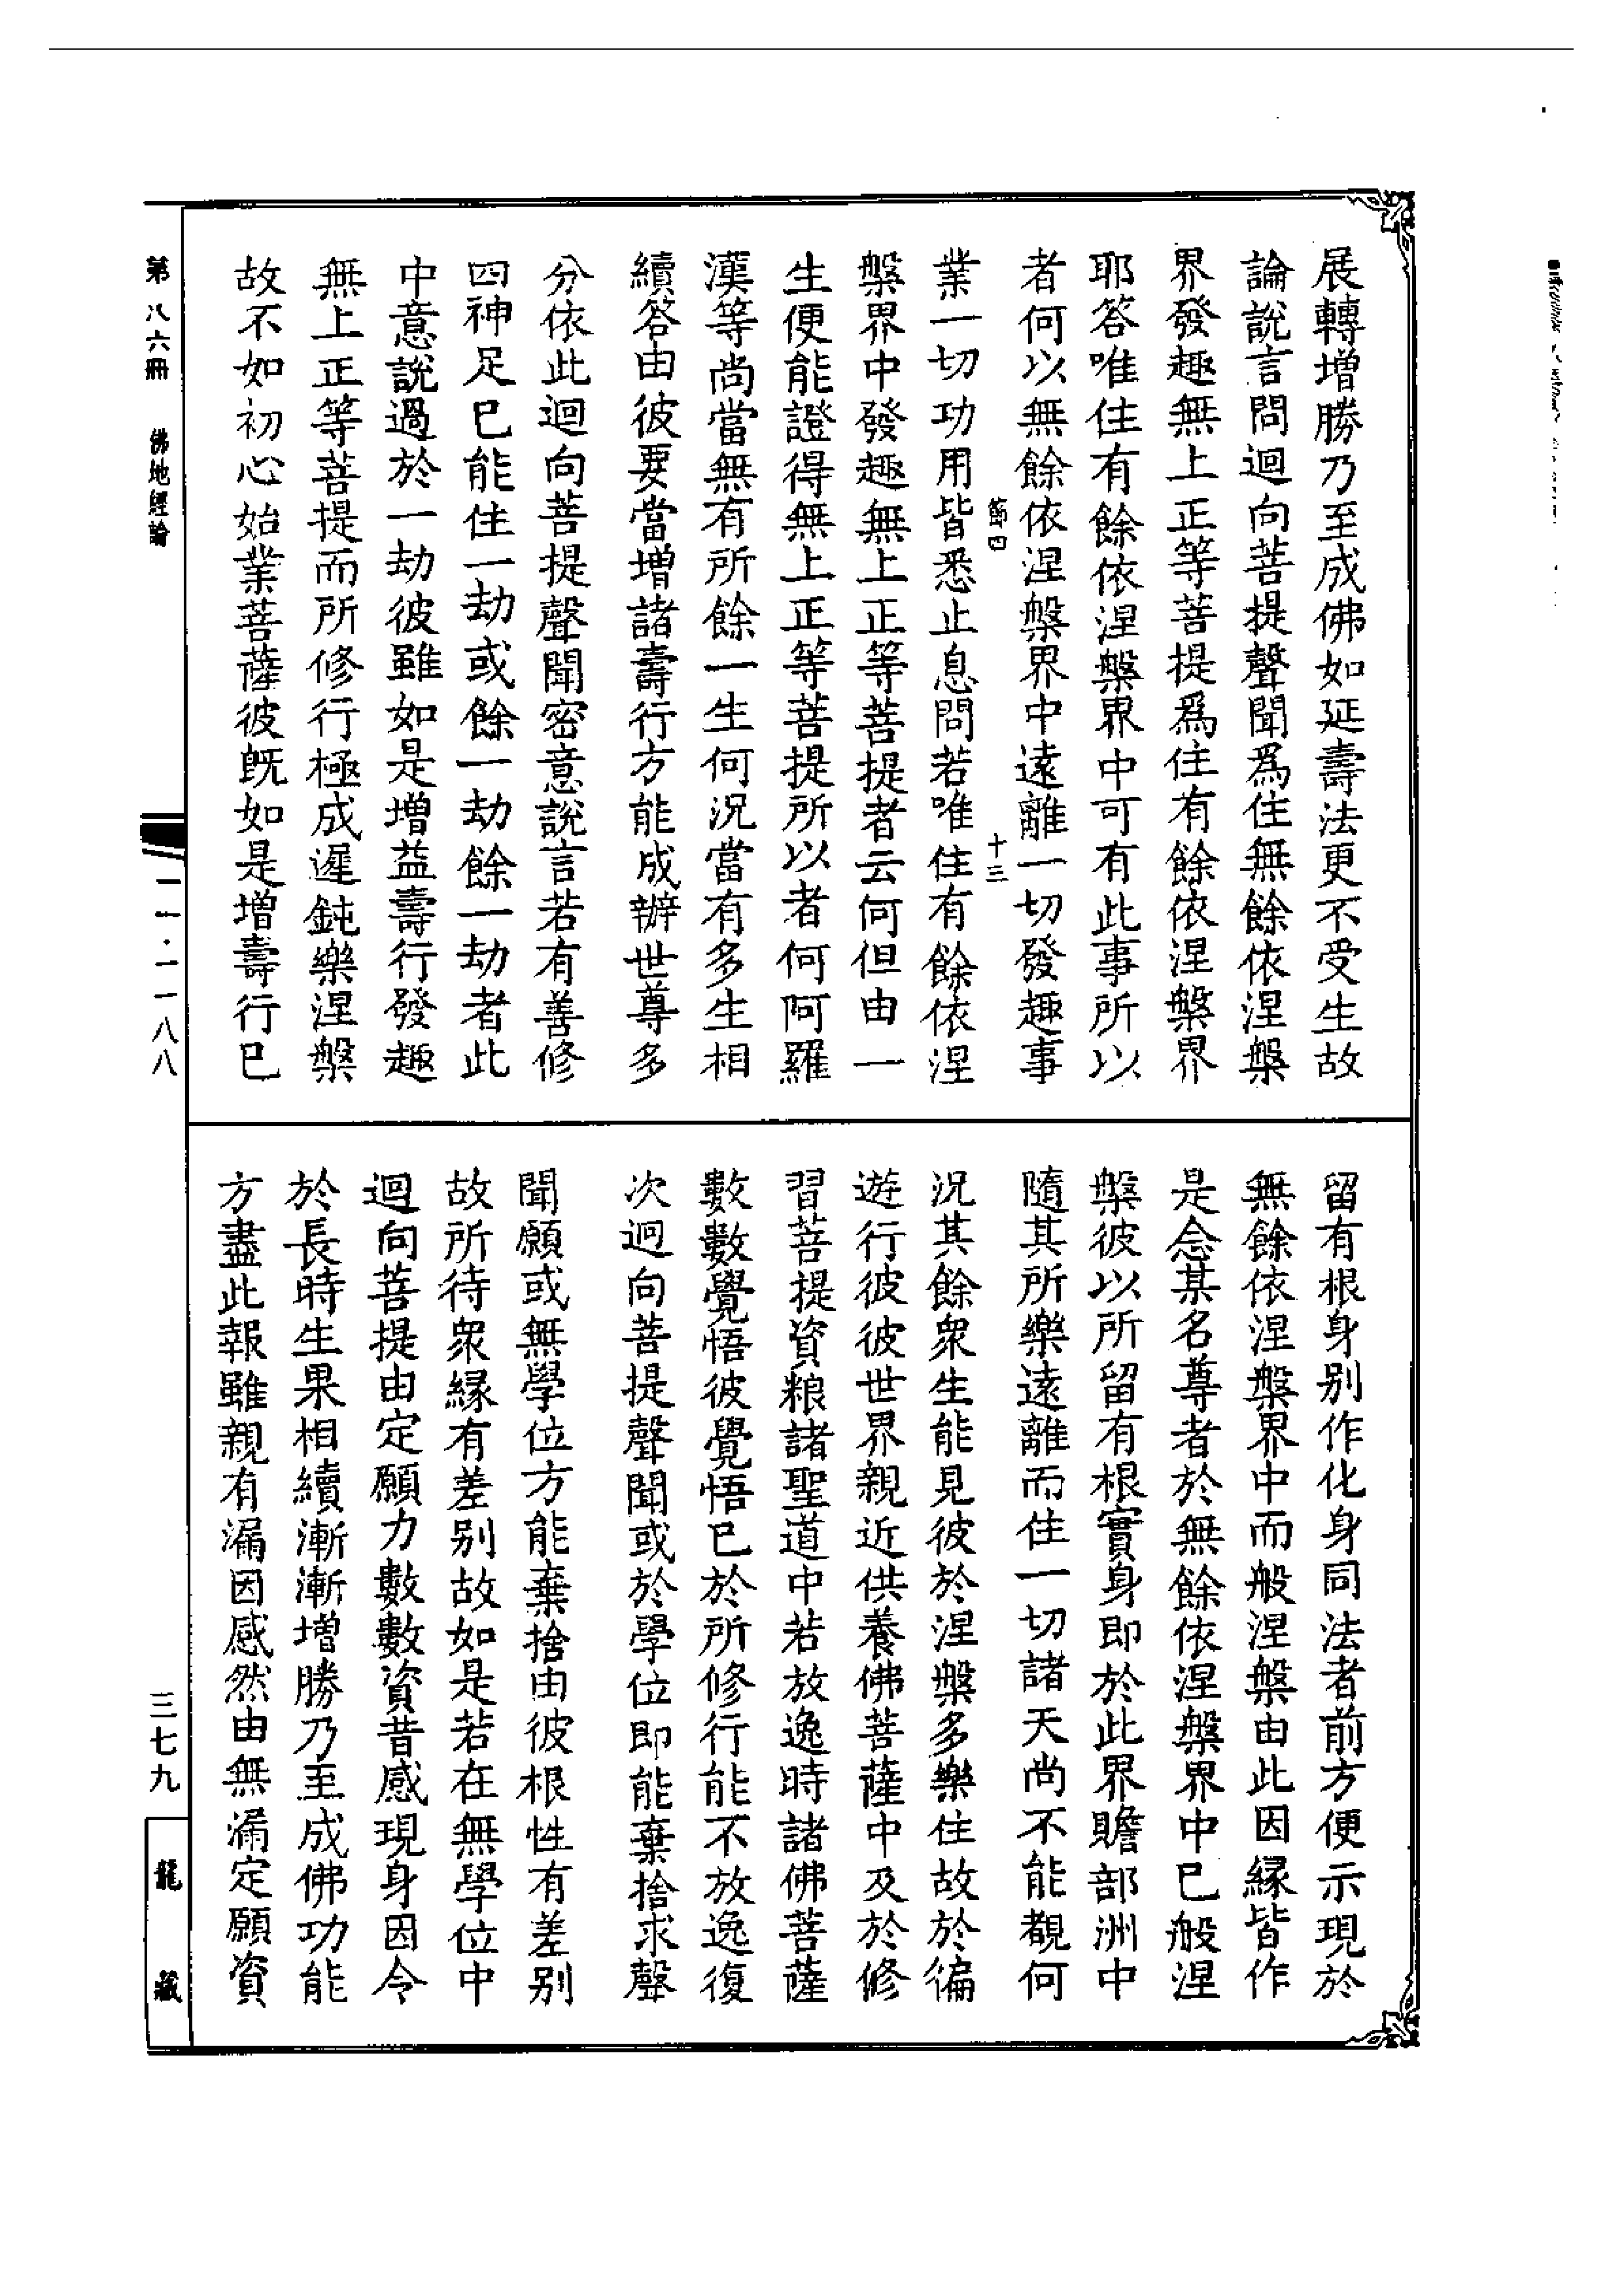 展轉增勝乃至成佛如延壽法更不受生故
論說言問迴向菩提聲聞爲住無餘依涅槃
界發趣無上正等菩提爲住有餘依涅槃界
耶答唯住有餘依涅槃界中可有此事所以
者何以無餘依涅槃界中遠離一切發趣事
節四
十三
業一切功用皆悉止息問若唯住有餘依涅
槃界中發趣無上正等菩提者云何但由一
生便能證得無上正等菩提所以者何阿羅
漢等尚當無有所餘一生何況當有多生相
續答由彼要當增諸壽行方能成辦世尊多
分依此迴向菩提聲聞密意說言若有善修
四神足已能住一劫或餘一劫餘一劫者此
中意說過於一劫彼雖如是增益壽行發趣
無上正等菩提而所修行極成遲鈍樂涅槃
故不如初心始業菩薩彼既如是增壽行已
留有根身别作化身同法者前方便示現於
無餘依涅槃界中而般涅槃由此因緣皆作
是念某名尊者於無餘依涅槃界中已般涅
槃彼以所留有根實身即於此界贍部洲中
隨其所樂遠離而住一切諸天尚不能覩何
況其餘衆生能見彼於涅槃多樂住故於徧
遊行彼彼世界親近供養佛菩薩中及於修
習菩提資粮諸聖道中若放逸時諸佛菩薩
數數覺悟彼覺悟已於所修行能不放逸復
次迴向菩提聲聞或於學位即能棄捨求聲
聞願或無學位方能棄捨由彼根性有差别
故所待衆緣有差别故如是若在無學位中
迴向菩提由定願力數數資昔感現身因令
於長時生果相續漸漸增勝乃至成佛功能
方盡此報雖親有漏因感然由無漏定願資
第八六冊 佛地經論
二一·一一八八
三七九
龍藏